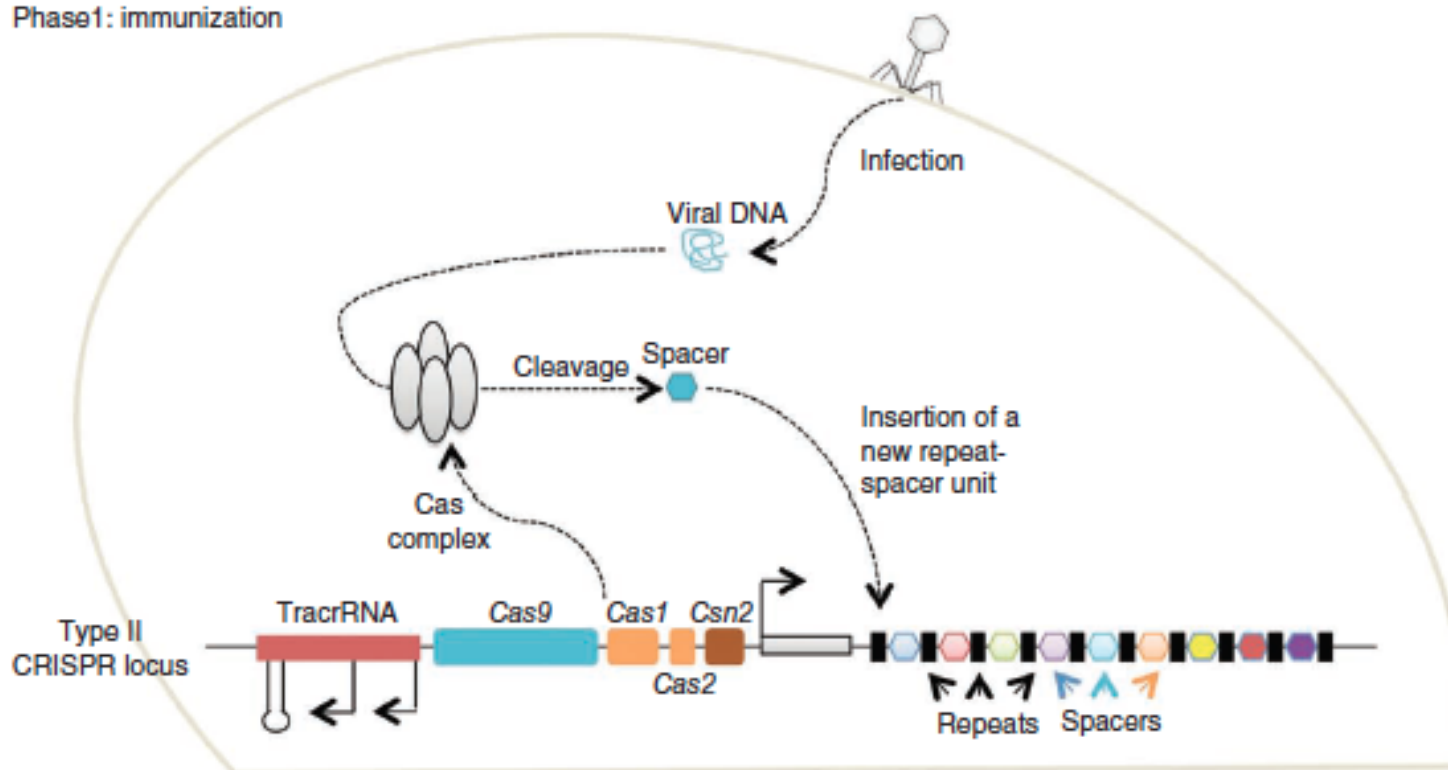 Phase1: immunization
Infection
Viral DNA
Cleavage
Spacer
Insertion of a
new repeat-
spacer unit
Cas
complex
Type II
CRISPR locus
TracrRNA
Cas9
Cas1
Csn2
Cas2
Repeats
Spacers